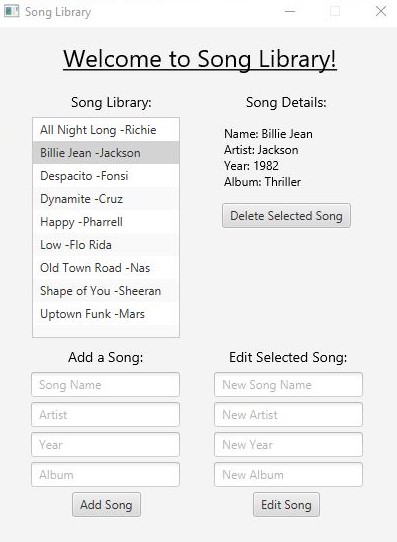 Song Library
Welcome to Song Library!
Song Library:
All Night Long -Richie
Billie Jean -Jackson
Despacito -Fonsi
Dynamite -Cruz
Happy -Pharrell
Low -Flo Rida
Old Town Road -Nas
Shape of You -Sheeran
Uptown Funk -Mars
Song Details:
Name: Billie Jean
Artist: Jackson
Year: 1982
Album: Thriller
Delete Selected Song
Add a Song:
Song Name
Artist
Year
Album
Add Song
Edit Selected Song:
New Song Name
New Artist
New Year
New Album
Edit Song